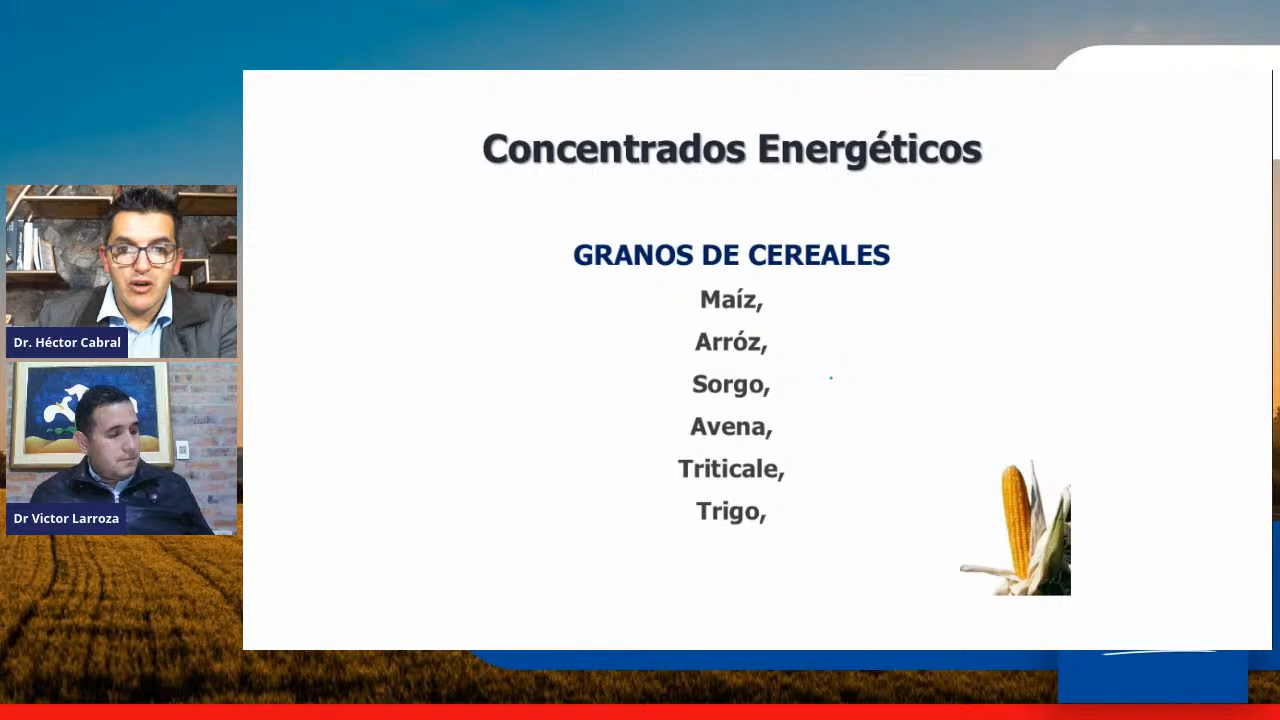 Concentrados Energéticos
GRANOS DE CEREALES
Maíz,
Arróz,
Sorgo,
Avena,
Triticale,
Trigo,
Dr. Héctor Cabral
Dr Victor Larroza